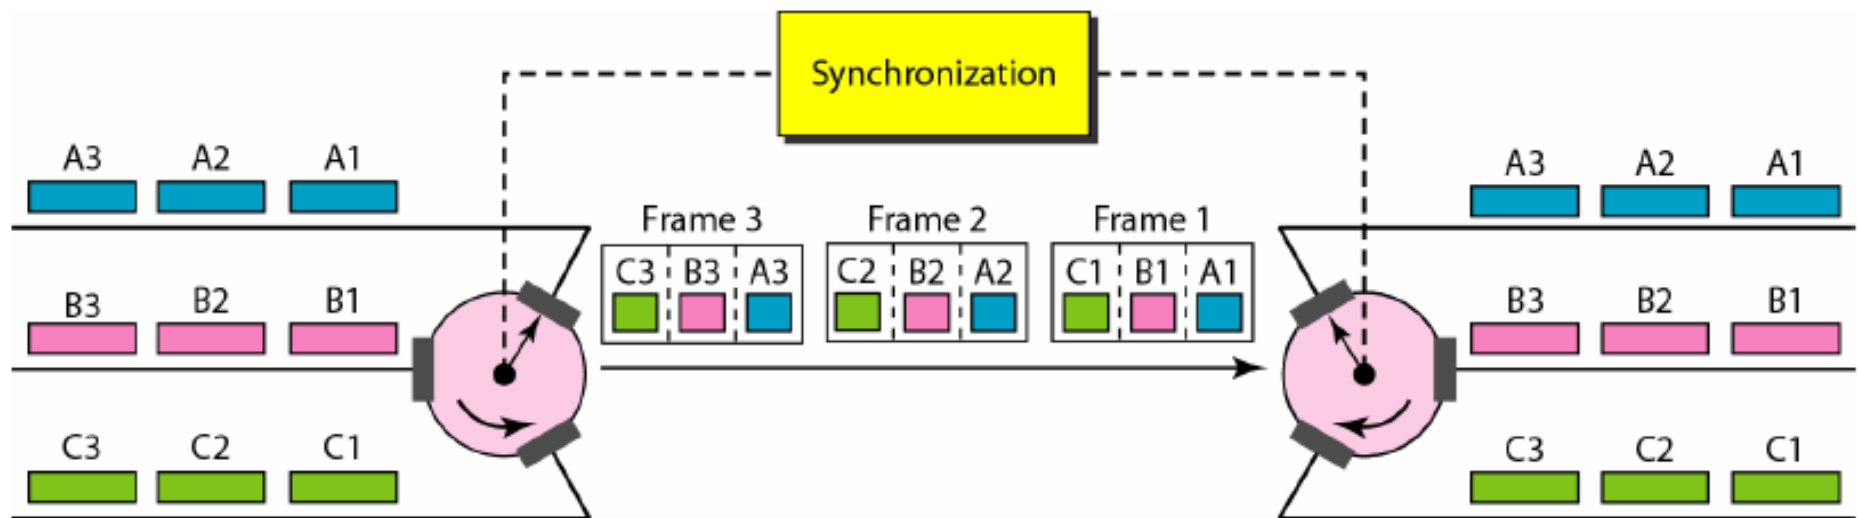 Synchronization
A3 A2 A1
A3 A2 A1
Frame 3 Frame 2 Frame 1
C3 B3 A3 C2 B2 A2 C1 B1 A1
B3 B2 B1
B3 B2 B1
C3 C2 C1
C3 C2 C1